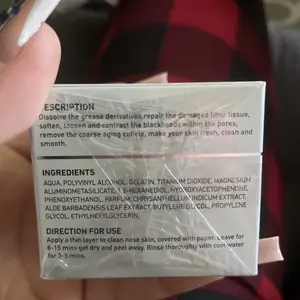 ESCRIPTION
Dissolve the grease derivatives,repair the damaged tissue,
soften, loosen and contract the blackheads within the pores,
remove the coarse aging cuticle, make your skin fresh, clean and
smooth.
INGREDIENTS
AQUA, POLYVINYL ALCOHOL, GELATIN, TITANIUM DIOXIDE, MAGNESIUM
ALUMINOMETASILICATE, 1,2-HEXANEDIOL, HYDROXYACETOPHENONE,
PHENOXYETHANOL, PARFUM, CHRYSANTHELLUM INDICUM EXTRACT,
ALOE BARBADENSIS LEAF EXTRACT, BUTYLENE GLYCOL, PROPYLENE
GLYCOL, ETHYLHEXYLGLYCERIN.
DIRECTION FOR USE
Apply a thin layer to clean nose skin, covered with paper. Leave for
-15 mins get dry and peel away. Rinse thoroughly with cool water
for 3-5 mins.